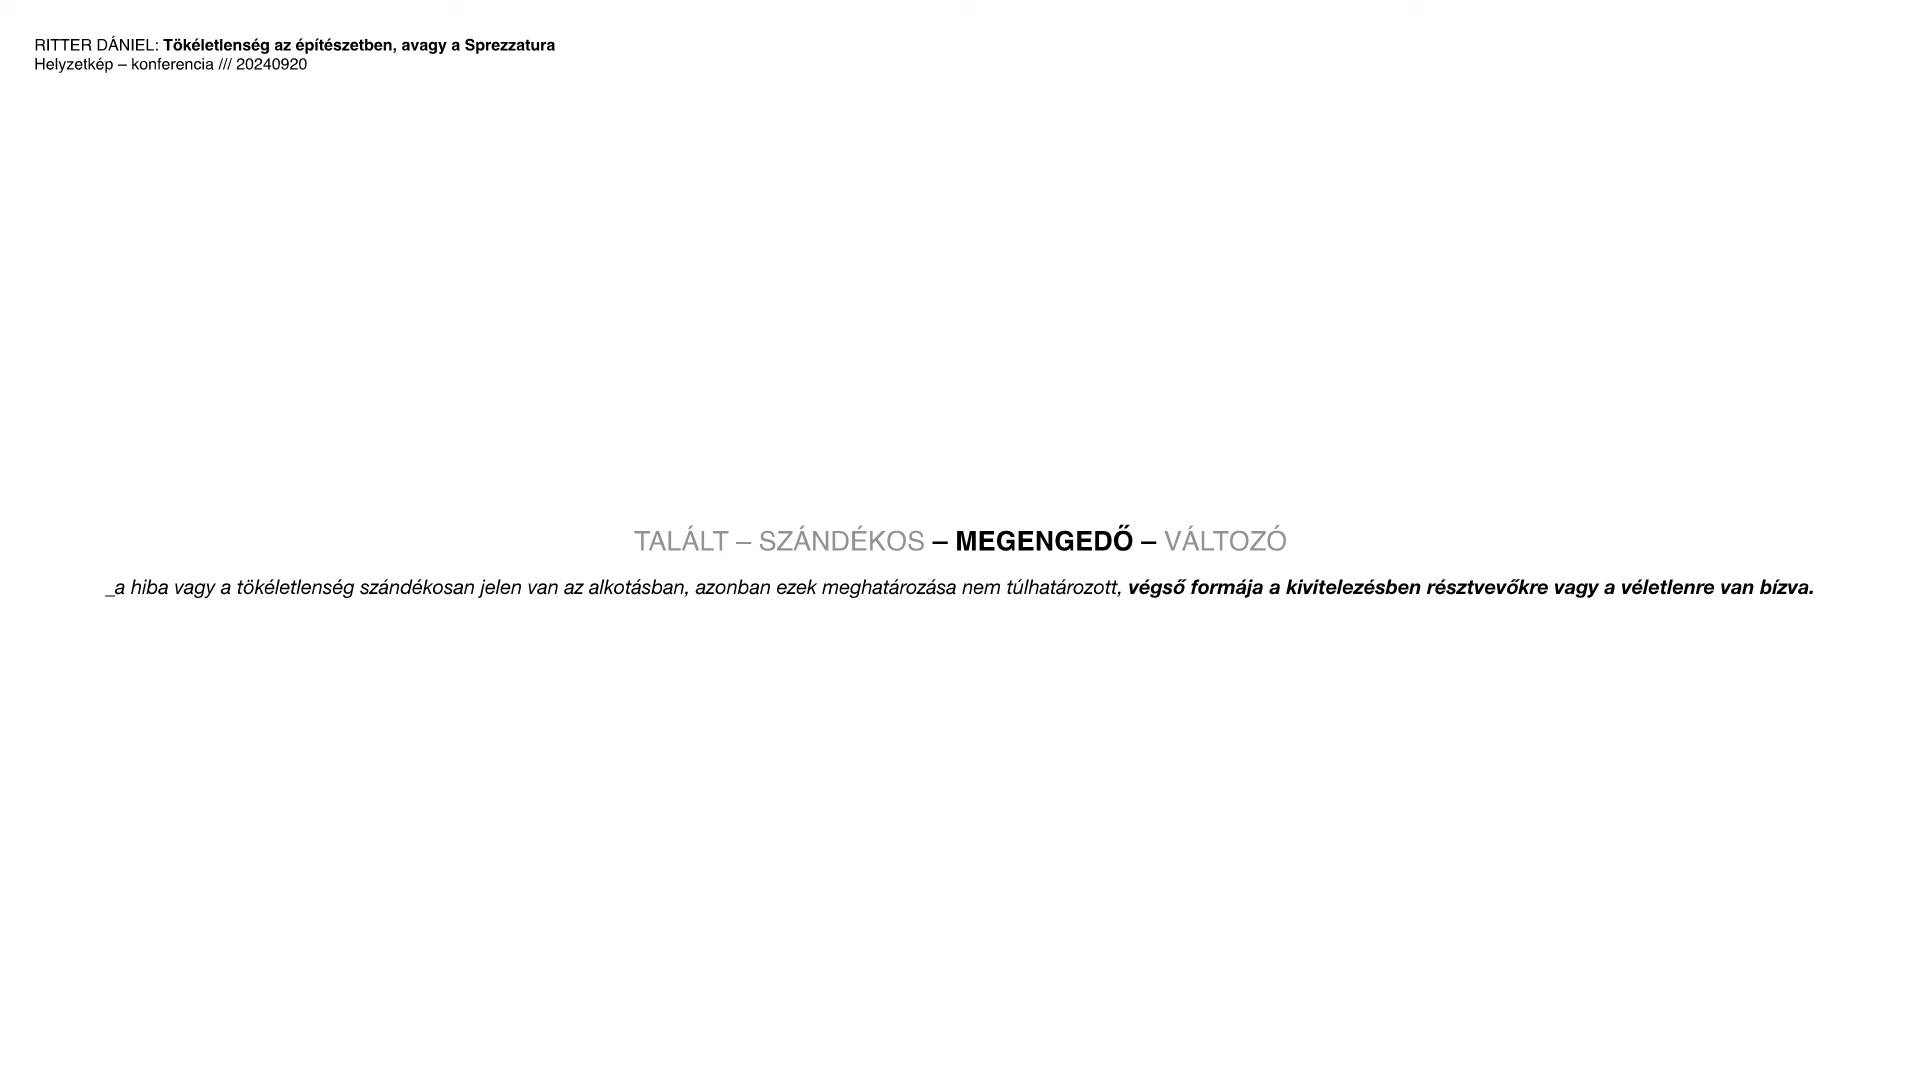 RITTER DÁNIEL: Tökéletlenség az építészetben, avagy a Sprezzatura
Helyzetkép – konferencia /// 20240920
TALÁLT – SZÁNDÉKOS – MEGENGEDŐ – VÁLTOZÓ
_a hiba vagy a tökéletlenség szándékosan jelen van az alkotásban, azonban ezek meghatározása nem túlhatározott, végső formája a kivitelezésben résztvevőkre vagy a véletlenre van bízva.